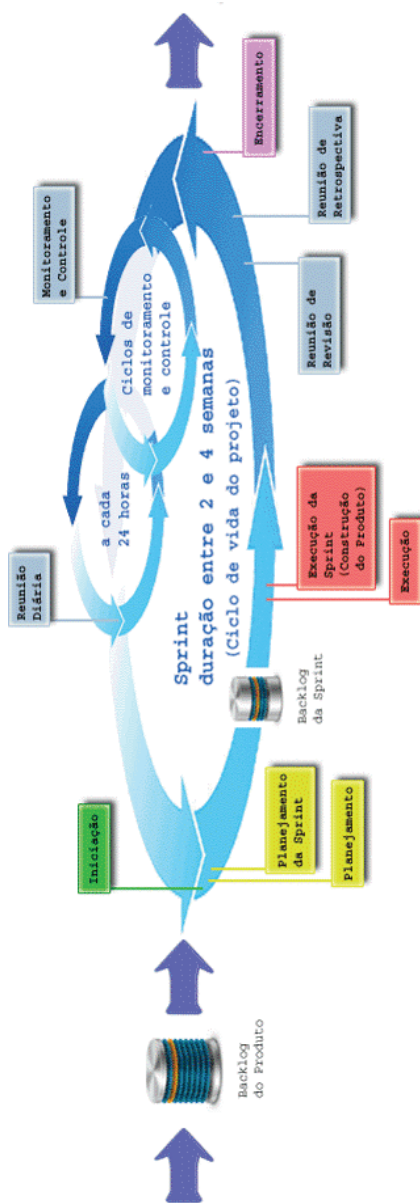 Backlog
do Produto
Iniciação
Planejamento
da Sprint
Planejamento
Backlog
da Sprint
Reunião
Diária
a cada
24 horas
Ciclos de
monitoramento
e controle
Monitoramento
e Controle
Sprint
duração entre 2 e 4 semanas
(Ciclo de vida do projeto)
Execução da
Sprint
(Construção
do Produto)
Execução
Reunião de
Revisão
Reunião de
Retrospectiva
Encerramento